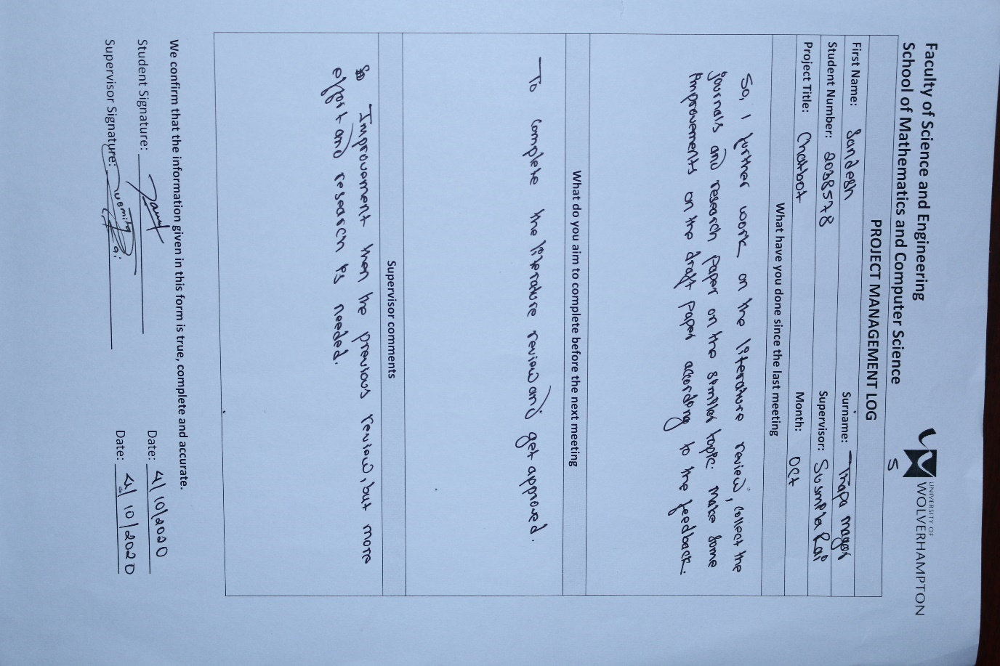 Faculty of Science and Engineering
School of Mathematics and Computer Science
UNIVERSITY OF
WOLVERHAMPTON
5
PROJECT MANAGEMENT LOG
First Name: Sandesh Surname: Thapa magar
Student Number: 2038578 Supervisor: Susmita Rai
Project Title: Chatbot Month: Oct
What have you done since the last meeting
So, I further work on the literature review, collect the
journals and research paper on the similar topic. make some
improvements on the draft paper according to the feedback.
What do you aim to complete before the next meeting
To complete the literature review and get approved.
Supervisor comments
Improvement then the previous review, but more
effort and research is needed.
We confirm that the information given in this form is true, complete and accurate.
Student Signature: Date: 4/10/2020
Supervisor Signature: Date: 4/10/2020